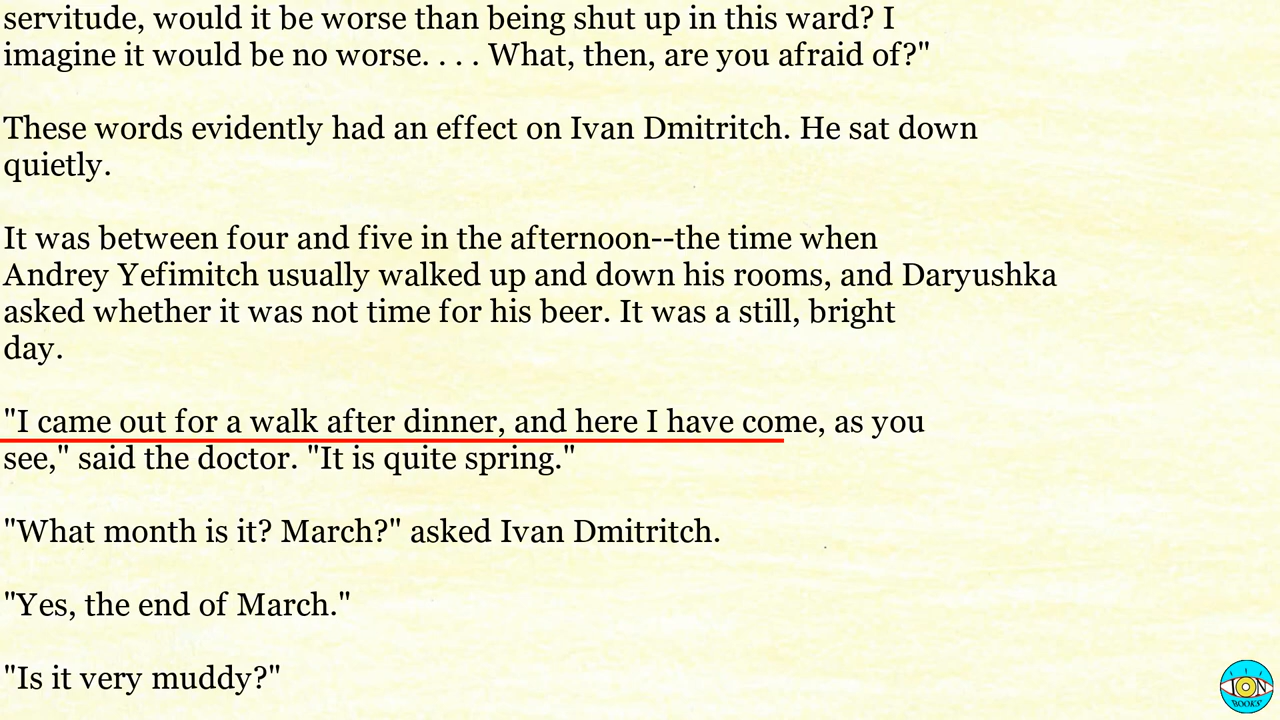 servitude, would it be worse than being shut up in this ward? I
imagine it would be no worse. . . . What, then, are you afraid of?"
These words evidently had an effect on Ivan Dmitritch. He sat down
quietly.
It was between four and five in the afternoon--the time when
Andrey Yefimitch usually walked up and down his rooms, and Daryushka
asked whether it was not time for his beer. It was a still, bright
day.
"I came out for a walk after dinner, and here I have come, as you
see," said the doctor. "It is quite spring."
"What month is it? March?" asked Ivan Dmitritch.
"Yes, the end of March."
"Is it very muddy?"
ION
BOOKS